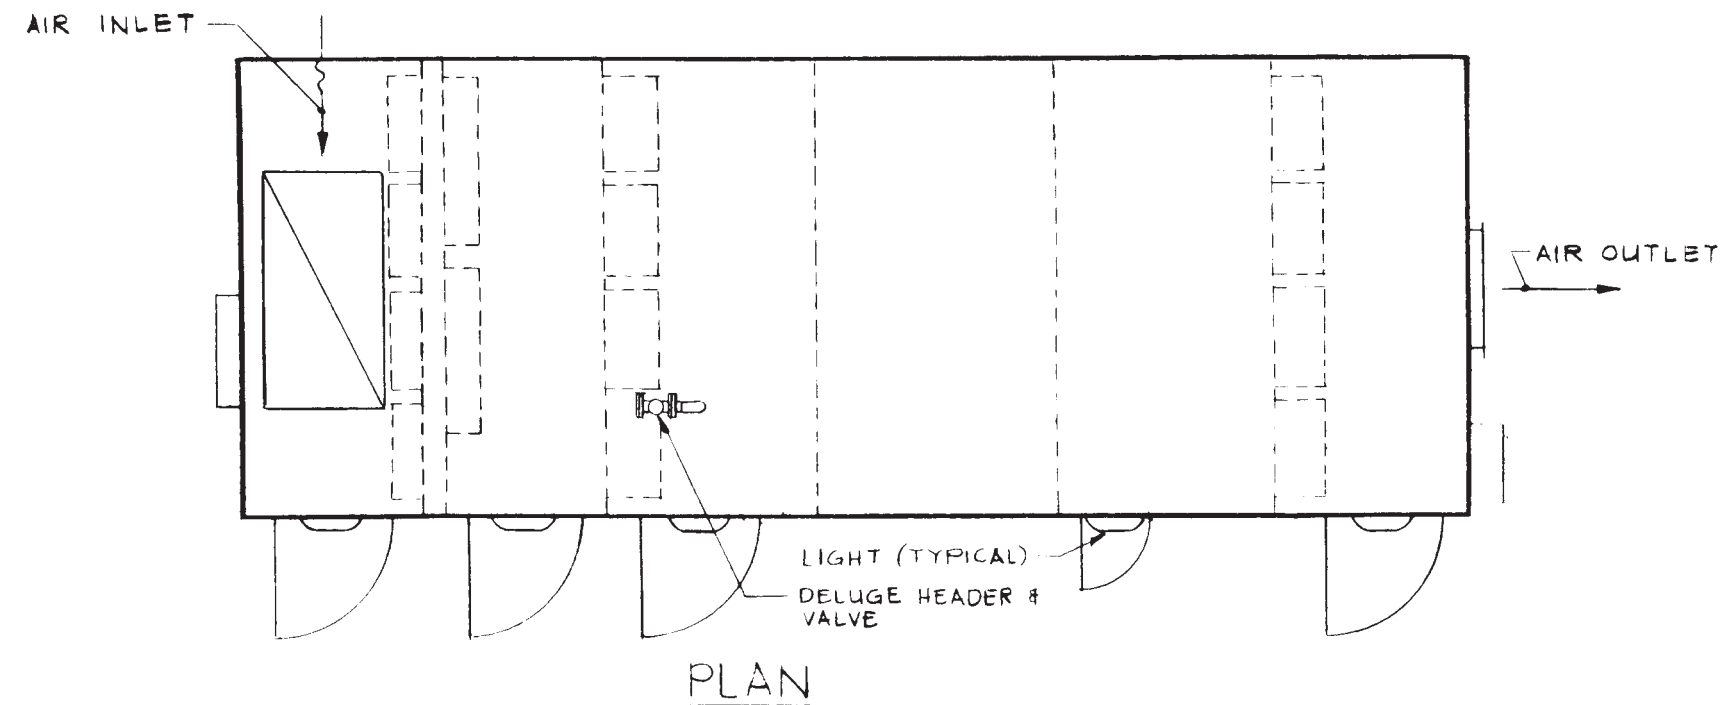 AIR INLET
AIR OUTLET
LIGHT (TYPICAL)
DELUGE HEADER &
VALVE
PLAN